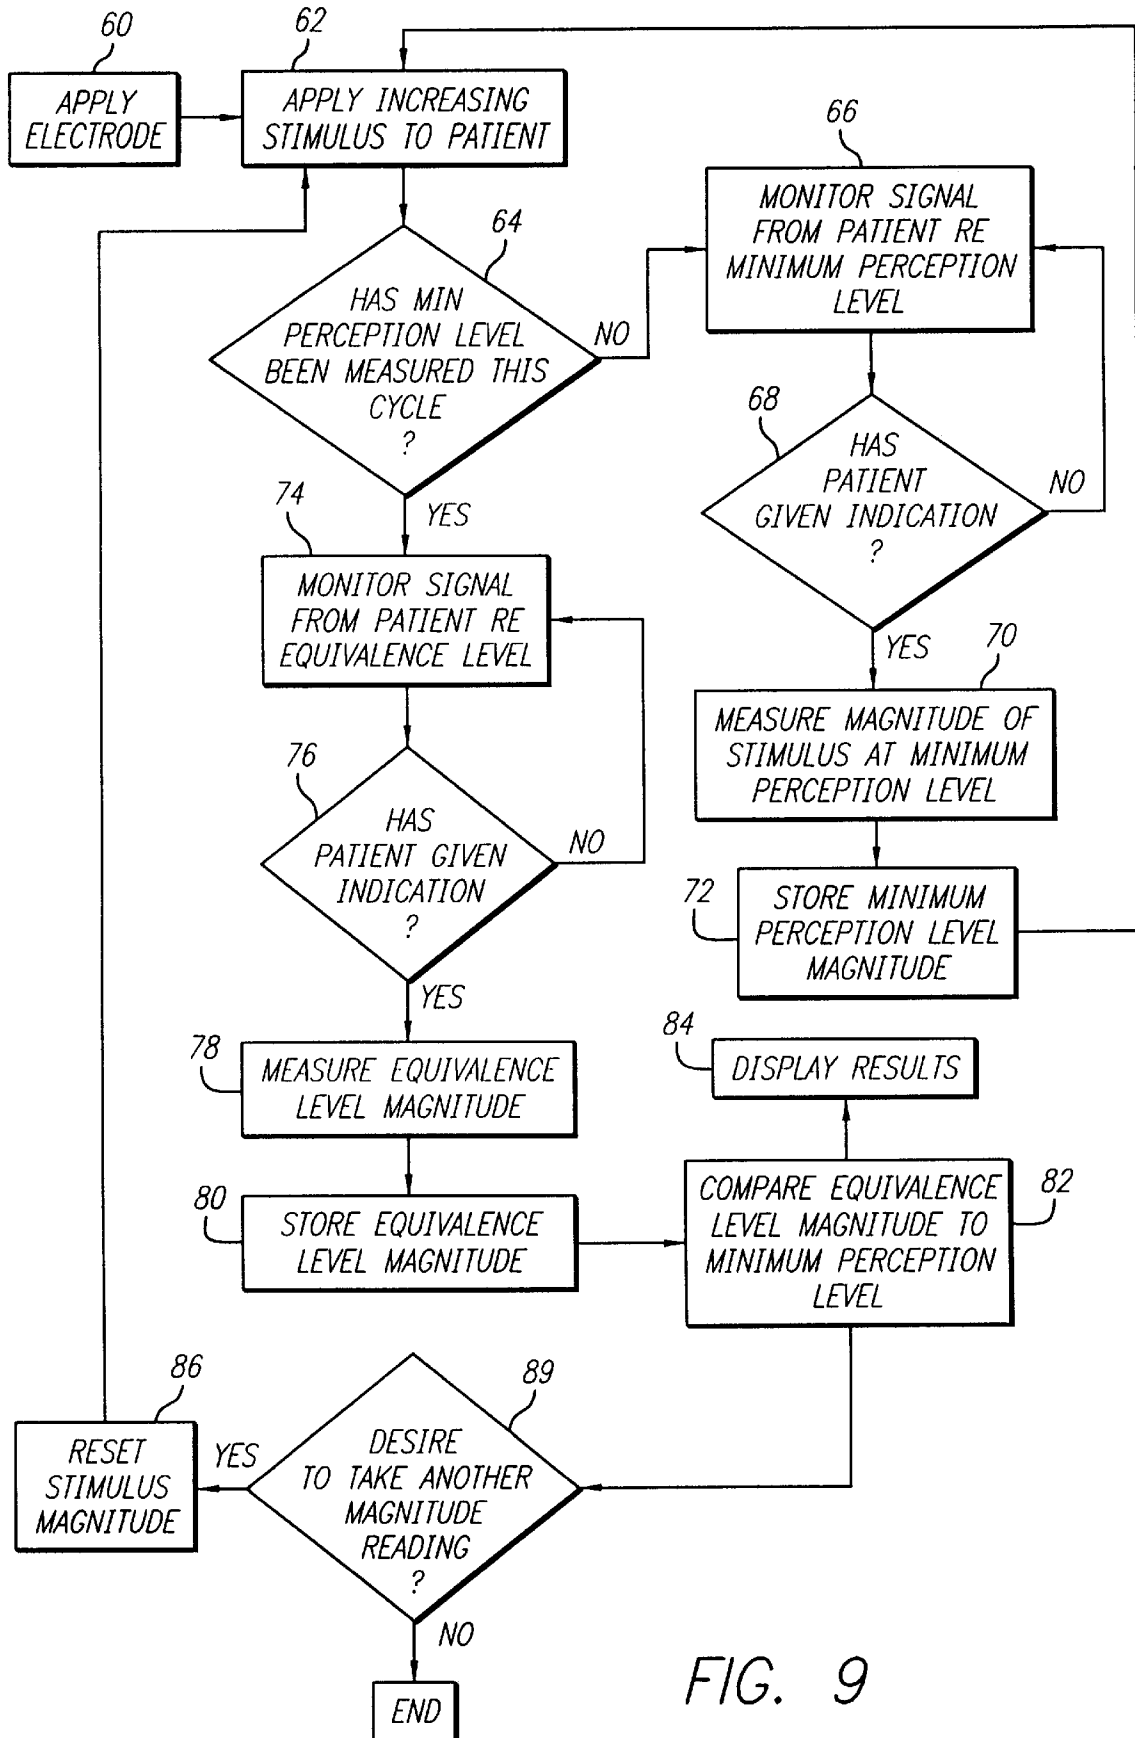 60
APPLY
ELECTRODE
62
APPLY INCREASING
STIMULUS TO PATIENT
64
HAS MIN
PERCEPTION LEVEL
BEEN MEASURED THIS
CYCLE
?
NO
YES
66
MONITOR SIGNAL
FROM PATIENT RE
MINIMUM PERCEPTION
LEVEL
68
HAS
PATIENT
GIVEN INDICATION
?
NO
YES
70
MEASURE MAGNITUDE OF
STIMULUS AT MINIMUM
PERCEPTION LEVEL
72
STORE MINIMUM
PERCEPTION LEVEL
MAGNITUDE
74
MONITOR SIGNAL
FROM PATIENT RE
EQUIVALENCE LEVEL
76
HAS
PATIENT GIVEN
INDICATION
?
NO
YES
78
MEASURE EQUIVALENCE
LEVEL MAGNITUDE
80
STORE EQUIVALENCE
LEVEL MAGNITUDE
84
DISPLAY RESULTS
82
COMPARE EQUIVALENCE
LEVEL MAGNITUDE TO
MINIMUM PERCEPTION
LEVEL
86
RESET
STIMULUS
MAGNITUDE
YES
89
DESIRE
TO TAKE ANOTHER
MAGNITUDE
READING
?
NO
END
FIG. 9